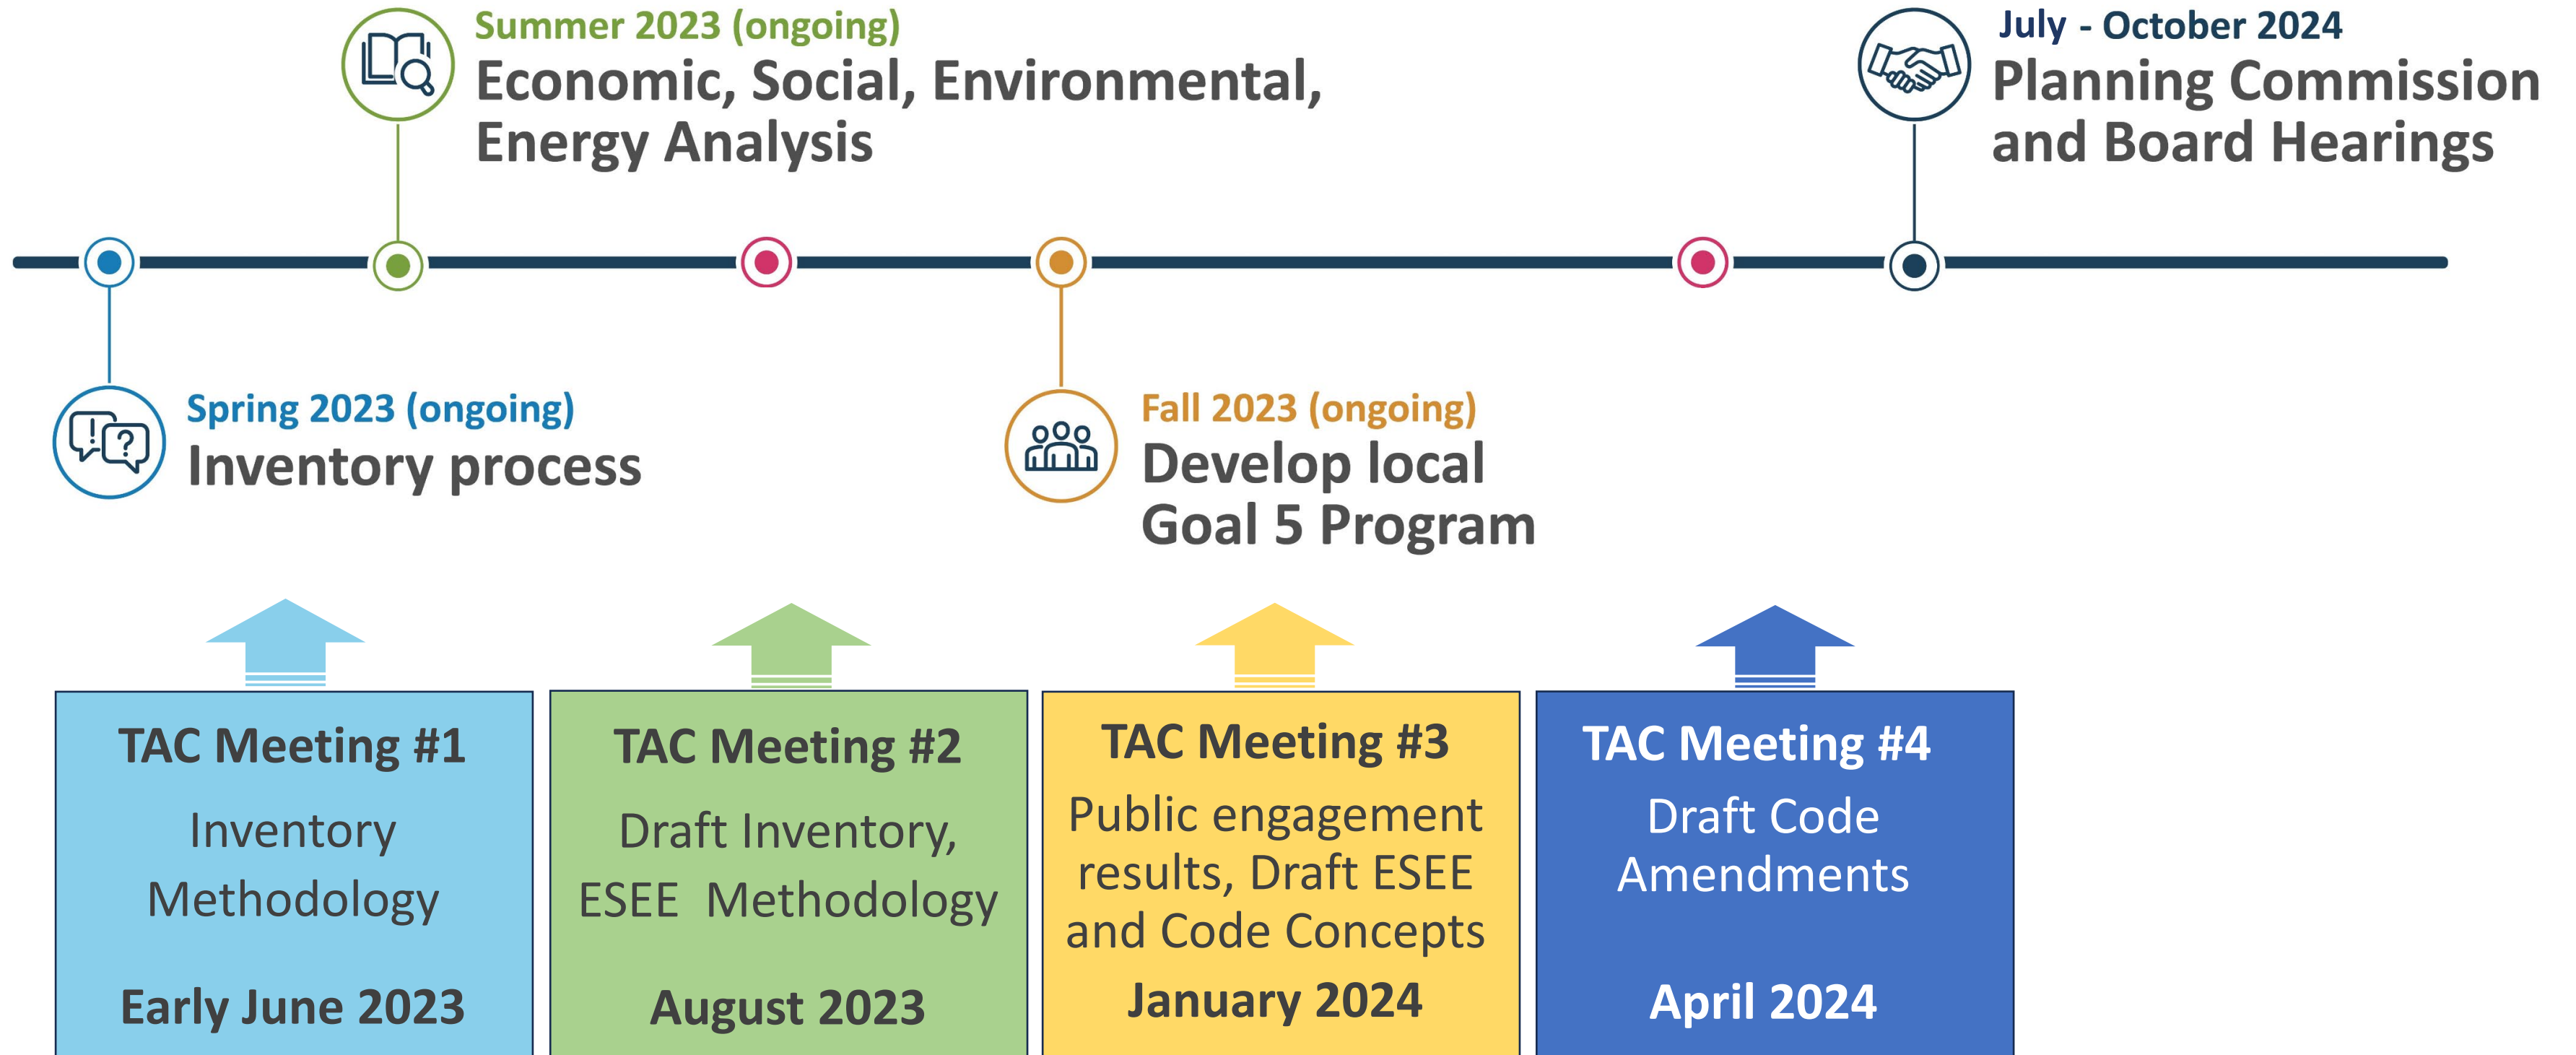 Summer 2023 (ongoing)
Economic, Social, Environmental,
Energy Analysis
July - October 2024
Planning Commission
and Board Hearings
Spring 2023 (ongoing)
Inventory process
Fall 2023 (ongoing)
Develop local
Goal 5 Program
TAC Meeting #1
Inventory
Methodology
Early June 2023
TAC Meeting #2
Draft Inventory,
ESEE Methodology
August 2023
TAC Meeting #3
Public engagement
results, Draft ESEE
and Code Concepts
January 2024
TAC Meeting #4
Draft Code
Amendments
April 2024